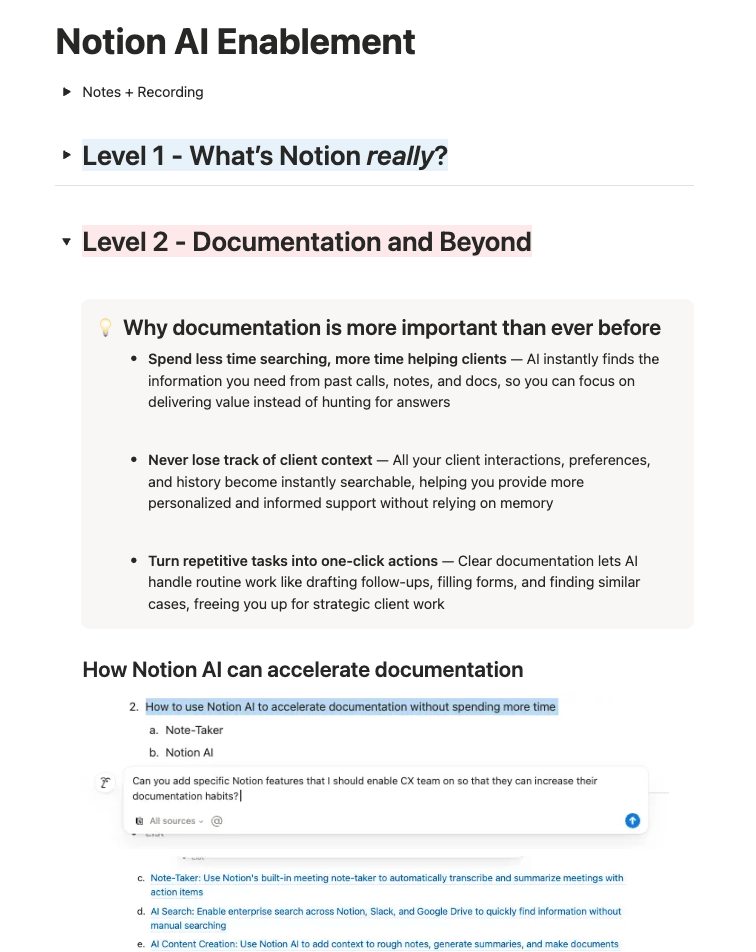 Notion AI Enablement
Notes + Recording
Level 1 - What's Notion really?
Level 2 - Documentation and Beyond
Why documentation is more important than ever before
Spend less time searching, more time helping clients — AI instantly finds the
information you need from past calls, notes, and docs, so you can focus on
delivering value instead of hunting for answers
Never lose track of client context — All your client interactions, preferences,
and history become instantly searchable, helping you provide more
personalized and informed support without relying on memory
Turn repetitive tasks into one-click actions — Clear documentation lets AI
handle routine work like drafting follow-ups, filling forms, and finding similar
cases, freeing you up for strategic client work
How Notion AI can accelerate documentation
2. How to use Notion AI to accelerate documentation without spending more time
a. Note-Taker
b. Notion AI
Can you add specific Notion features that I should enable CX team on so that they can increase their
documentation habits?
All sources
c. Note-Taker: Use Notion's built-in meeting note-taker to automatically transcribe and summarize meetings with
action items
d. AI Search: Enable enterprise search across Notion, Slack, and Google Drive to quickly find information without
manual searching
e. AI Content Creation: Use Notion AI to add context to rough notes, generate summaries, and make documents